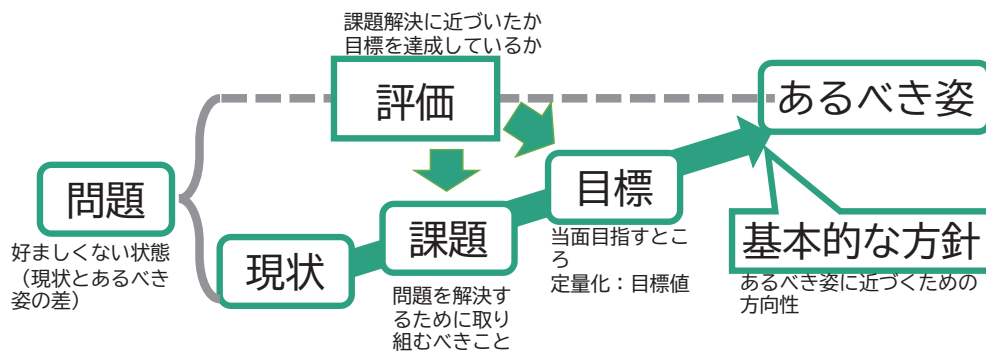 課題解決に近づいたか
目標を達成しているか
評価
あるべき姿
問題
好ましくない状態
（現状とあるべき
姿の差）
現状
課題
問題を解決す
るために取り
組むべきこと
目標
当面目指すとこ
ろ
定量化：目標値
基本的な方針
あるべき姿に近づくための
方向性